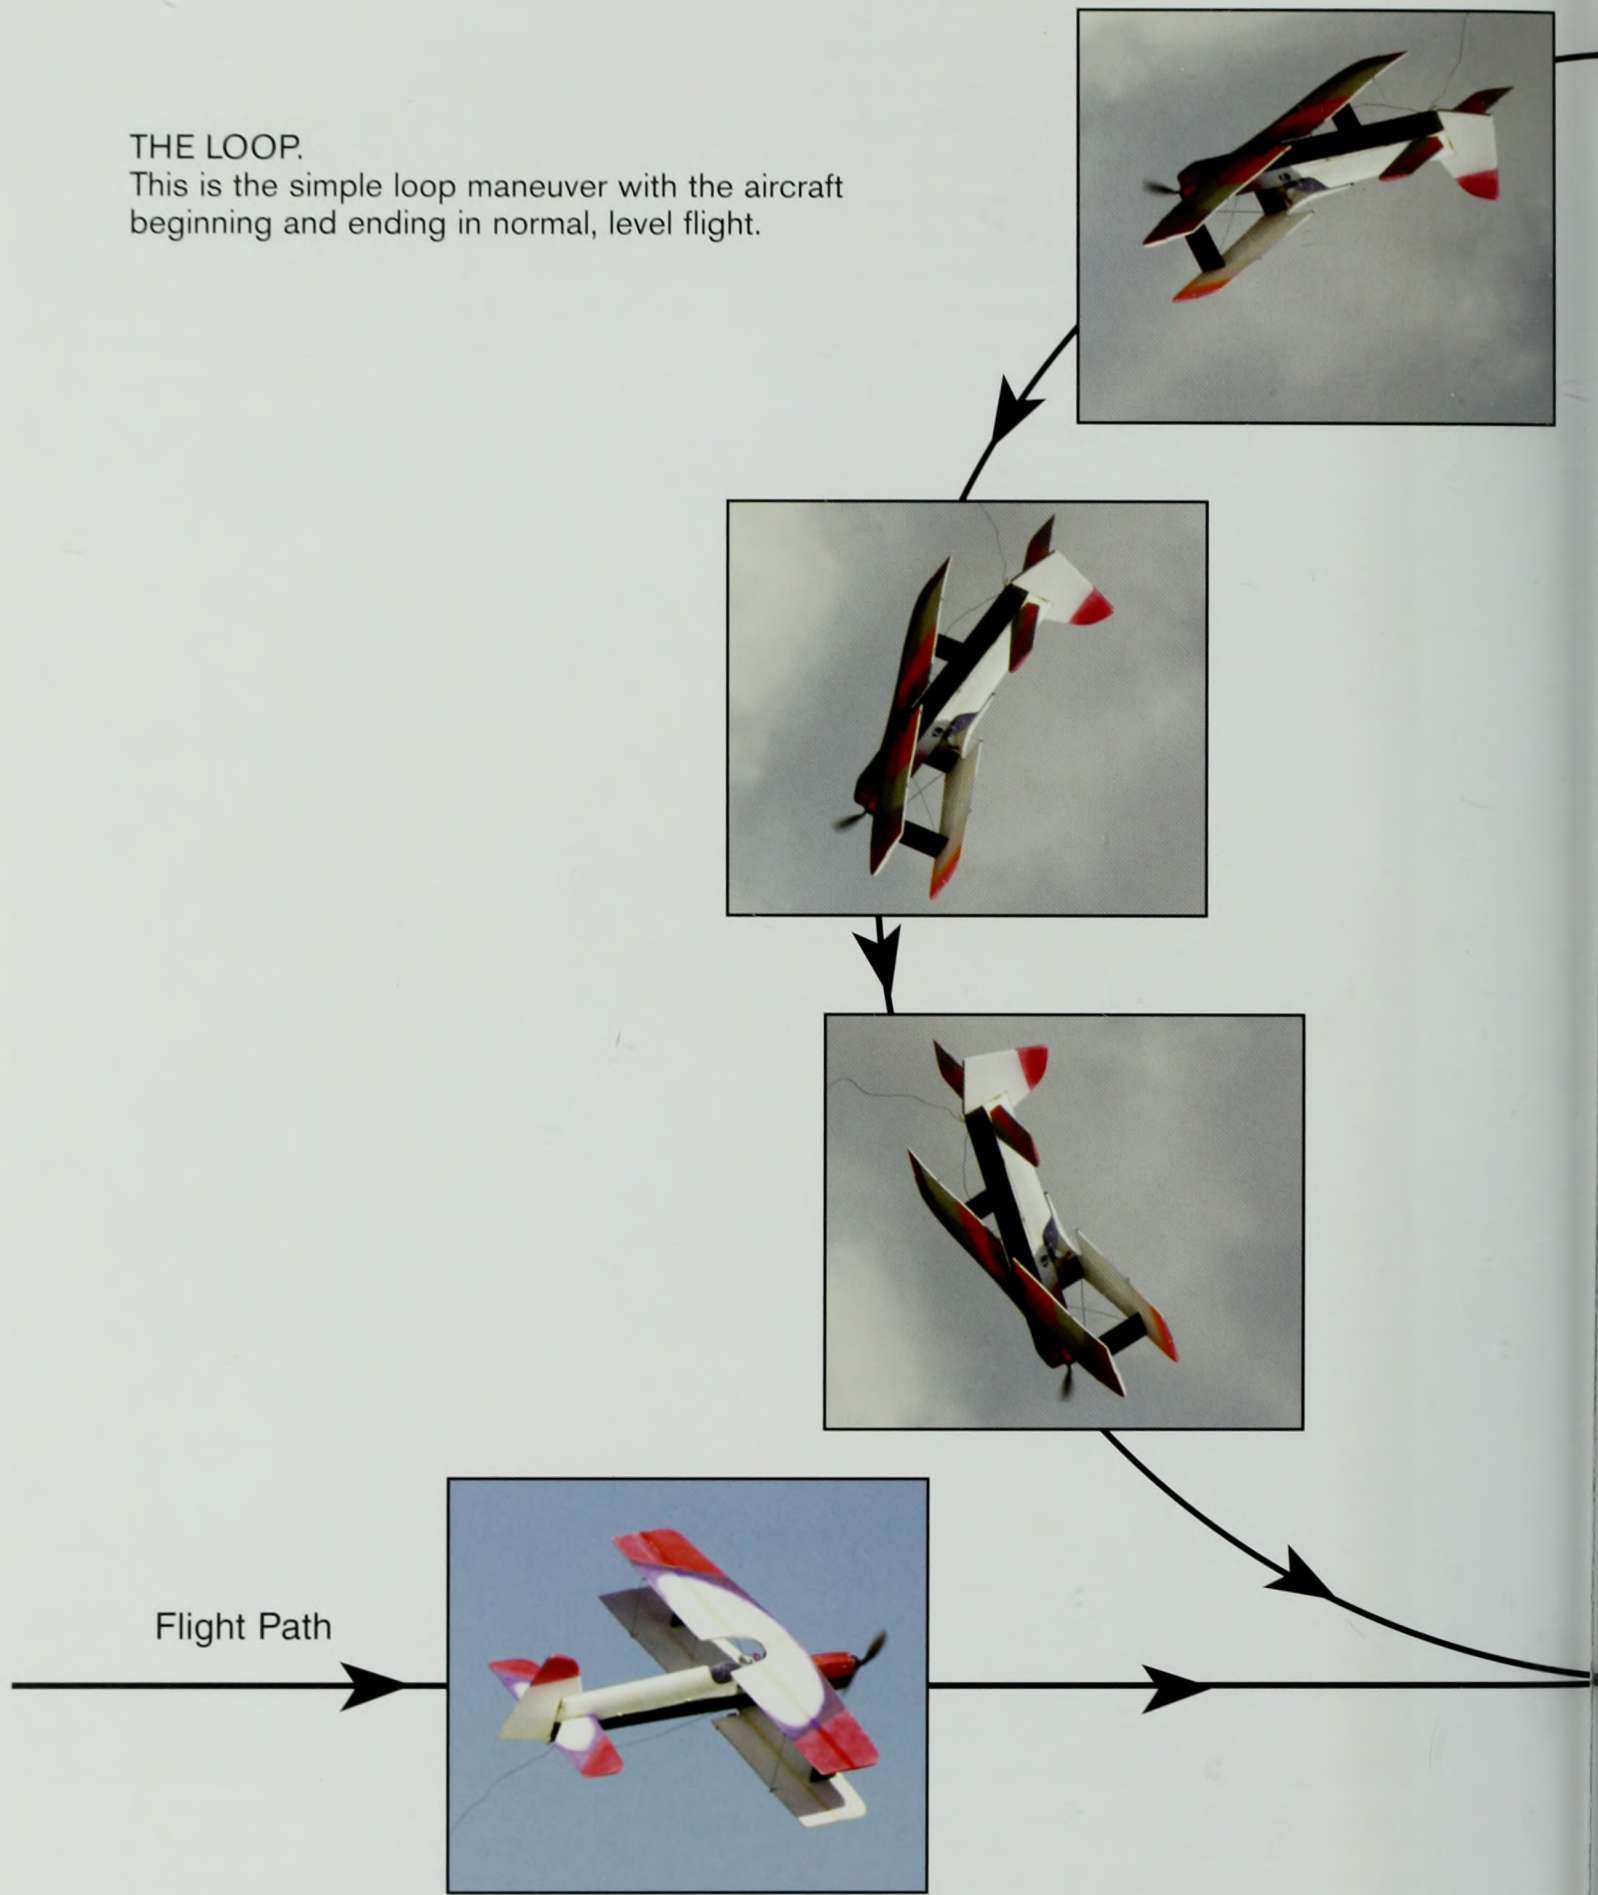 THE LOOP.
This is the simple loop maneuver with the aircraft
beginning and ending in normal, level flight.
Flight Path